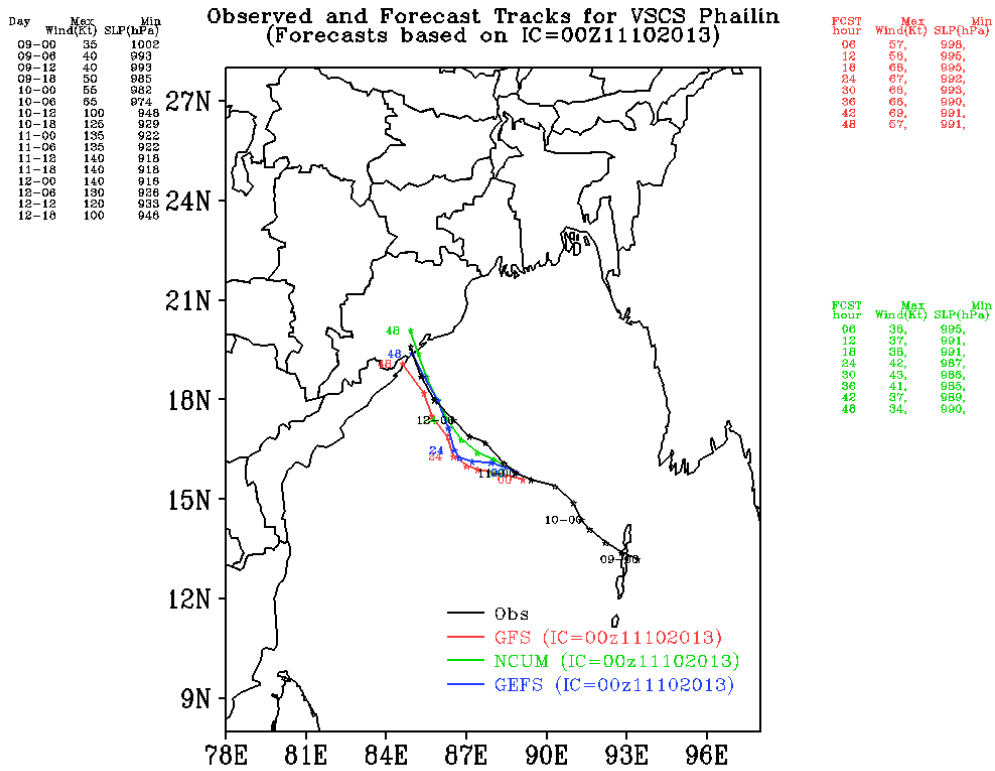 Observed and Forecast Tracks for VSCS Phailin
(Forecasts based on IC=00Z11102013)
Day Max Min
Wind(Kt) SLP(hPa)
09-00 35 1002
09-06 40 993
09-12 40 993
09-18 50 985
10-00 55 982
10-06 65 974
10-12 100 948
10-18 125 929
11-00 135 922
11-06 135 922
11-12 140 918
11-18 140 918
12-00 140 918
12-06 130 926
12-12 120 933
12-18 100 948
FCST Max Min
hour Wind(Kt) SLP(hPa)
06 57, 998,
12 56, 995,
18 68, 995,
24 67, 992,
30 68, 993,
36 65, 990,
42 69, 991,
48 57, 991,
FCST Max Min
hour Wind(Kt) SLP(hPa)
06 38, 995,
12 37, 991,
18 38, 991,
24 42, 987,
30 43, 986,
36 41, 985,
42 37, 989,
48 34, 990,
27N
24N
21N
18N
15N
12N
9N
48
48
48
12-00
24
24
00
10-00
Obs
GFS (IC=00z11102013)
NCUM (IC=00z11102013)
GEFS (IC=00z11102013)
78E 81E 84E 87E 90E 93E 96E